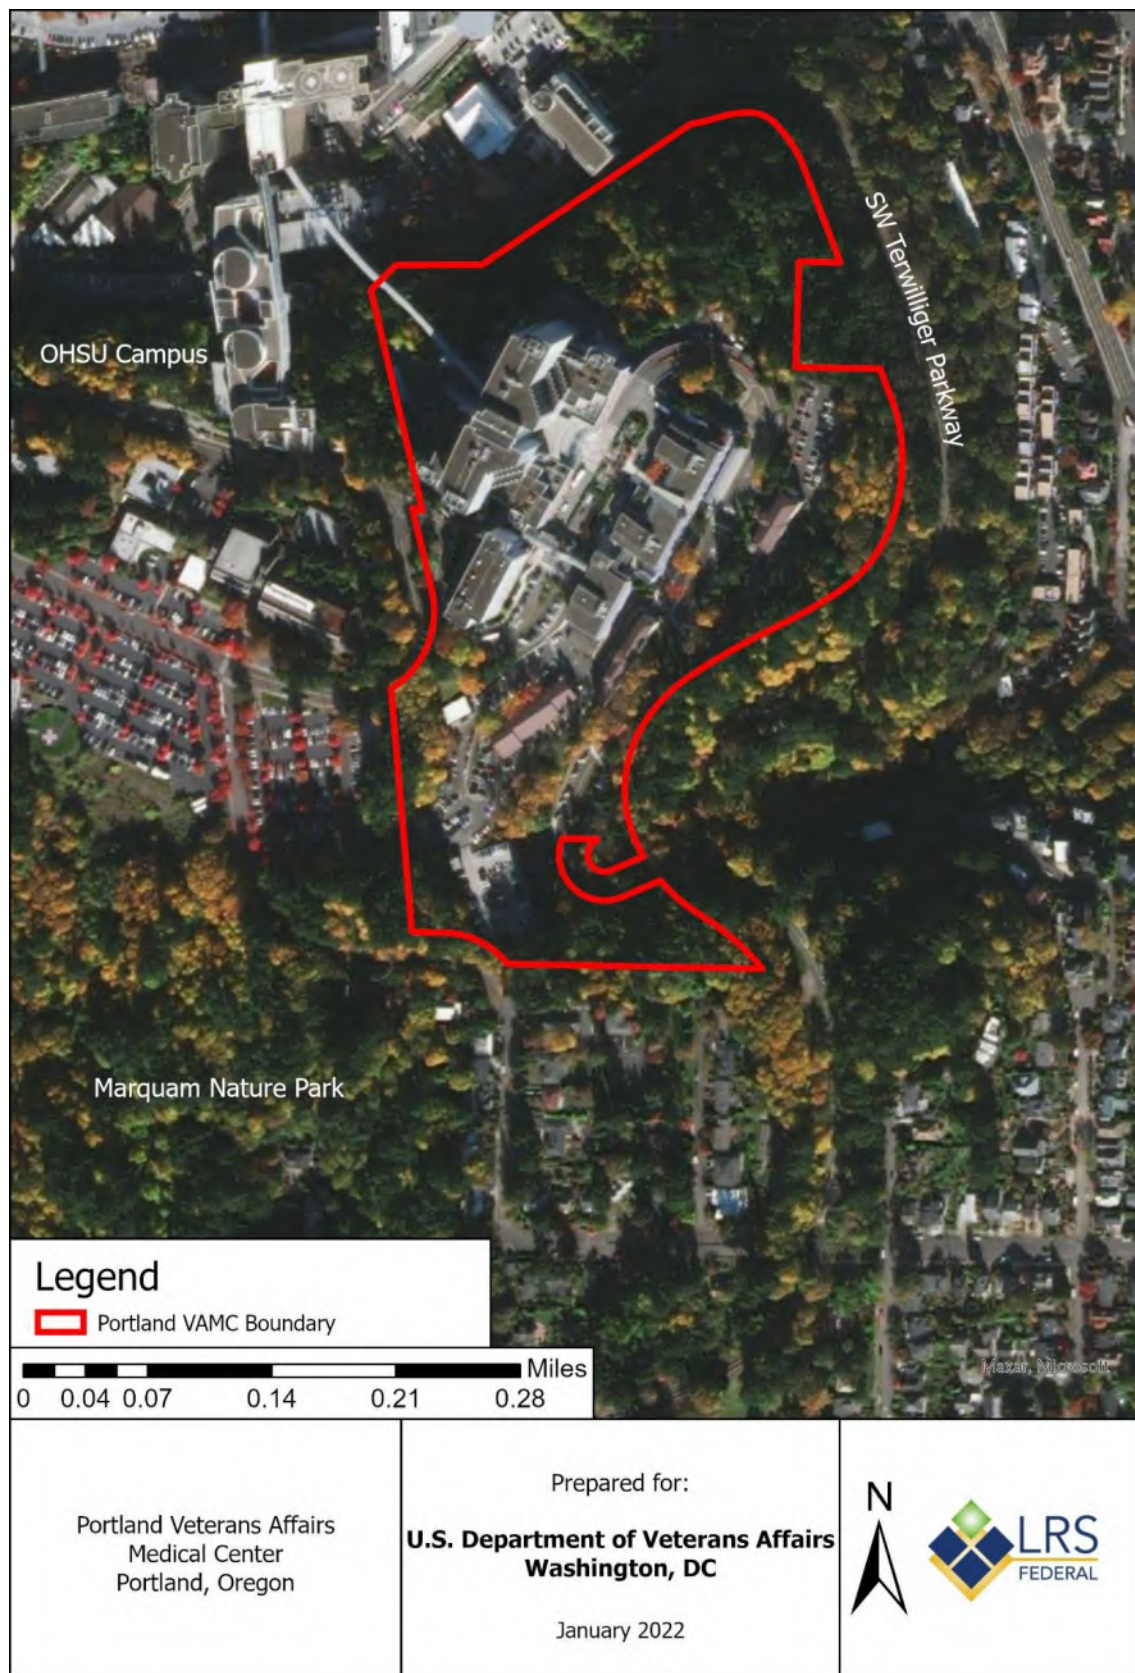 SW Terwilliger Parkway
OHSU Campus
Marquam Nature Park
Legend
Portland VAMC Boundary
Miles
0 0.04 0.07 0.14 0.21 0.28
Maxar, Microsoft
Portland Veterans Affairs
Medical Center
Portland, Oregon
Prepared for:
U.S. Department of Veterans Affairs
Washington, DC
January 2022
N
LRS
FEDERAL